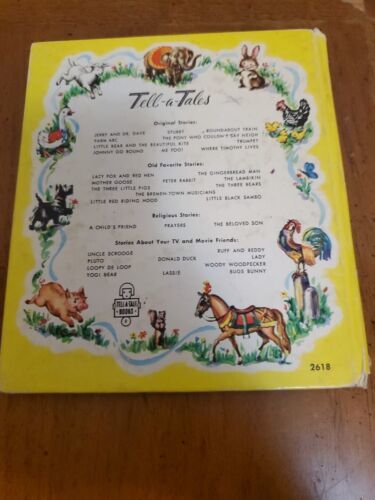 Tell-a-Tales
Original Stories:
JERRY AND DR. DAVE STUBBY ROUNDABOUT TRAIN
FARM ABC THE PONY WHO COULDN'T SAY NEIGH
LITTLE BEAR AND THE BEAUTIFUL KITE TRUMPET
JOHNNY GO ROUND ME TOO! WHERE TIMOTHY LIVES
Old Favorite Stories:
LAZY FOX AND RED HEN THE GINGERBREAD MAN
MOTHER GOOSE PETER RABBIT THE LAMBIKIN
THE THREE LITTLE PIGS THE THREE BEARS
THE BREMEN-TOWN MUSICIANS
LITTLE RED RIDING HOOD LITTLE BLACK SAMBO
Religious Stories:
A CHILD'S FRIEND PRAYERS THE BELOVED SON
Stories About Your TV and Movie Friends:
UNCLE SCROOGE RUFF AND REDDY
PLUTO DONALD DUCK LADY
LOOPY DE LOOP WOODY WOODPECKER
YOGI BEAR LASSIE BUGS BUNNY
TELL-A-TALE
BOOKS
2618